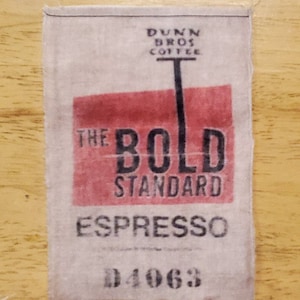 DUNN
BROS
COFFEE
THE BOLD
STANDARD
ESPRESSO
D4063